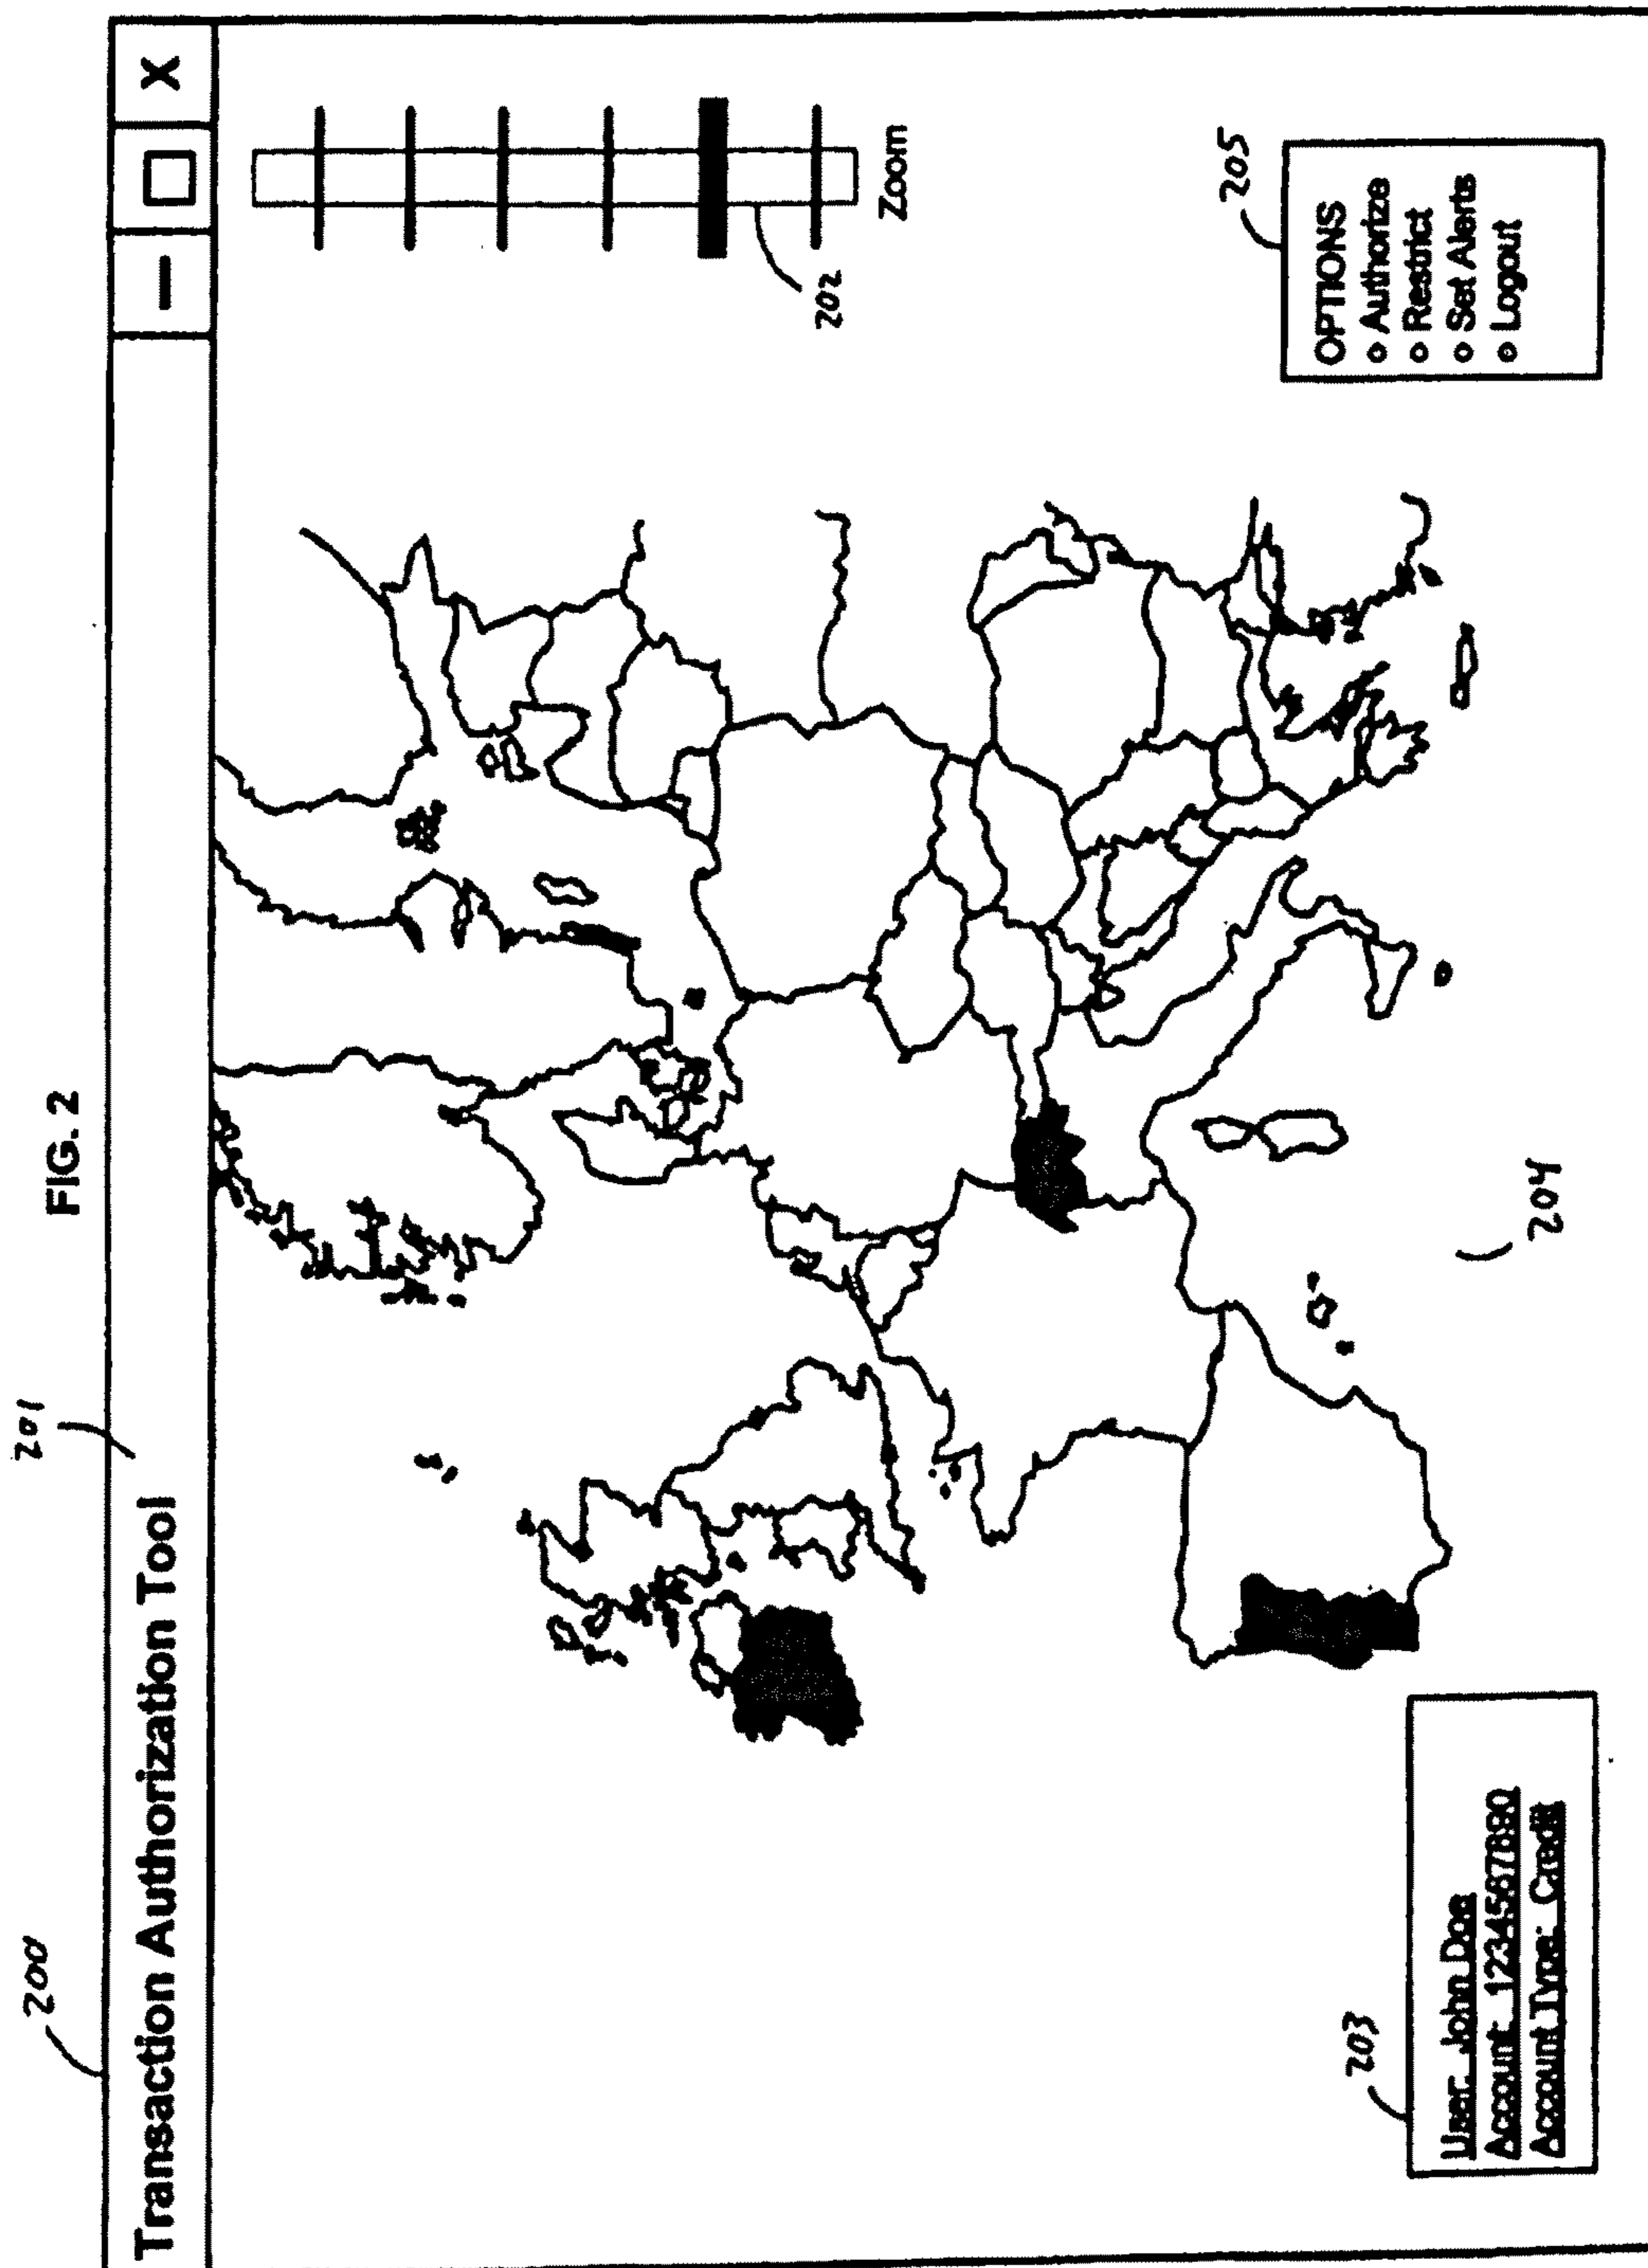 FIG. 2
200
201
Transaction Authorization Tool
— □ X
202
Zoom
203
User: John Doe
Account: 1234567890
Account Type: Credit
204
205
OPTIONS
o Authorize
o Restrict
o Set Alerts
o Logout